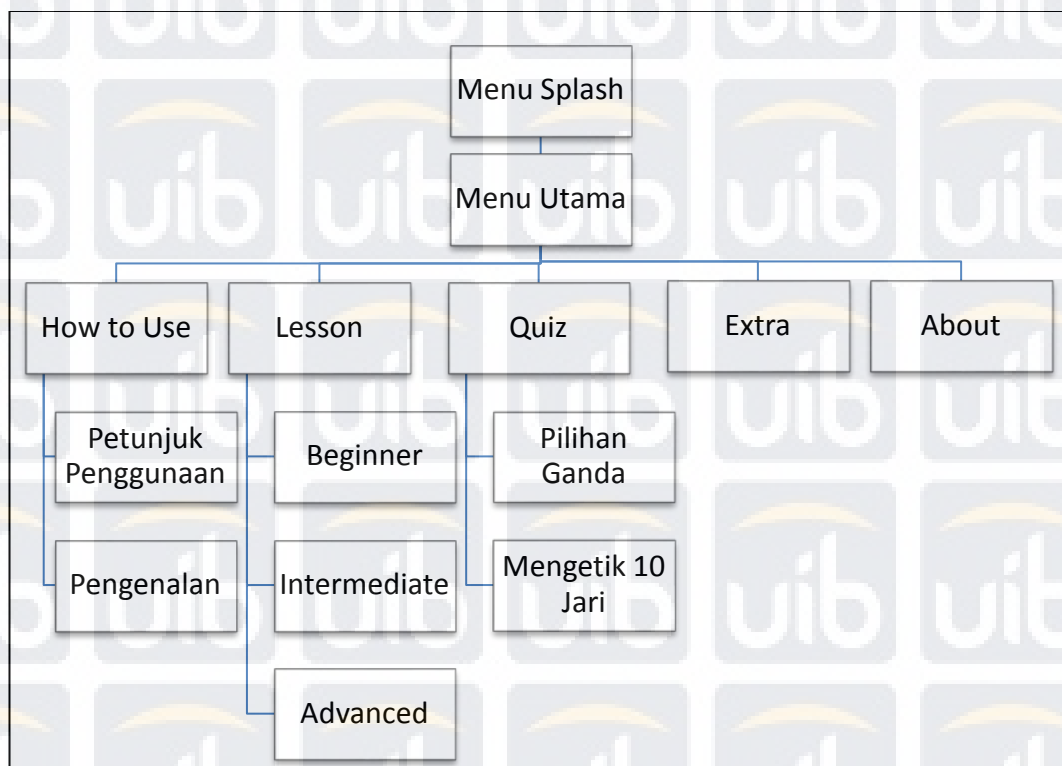 Menu Splash
Menu Utama
How to Use
Lesson
Quiz
Extra
About
Petunjuk
Penggunaan
Beginner
Pilihan
Ganda
Pengenalan
Intermediate
Mengetik 10
Jari
Advanced
uib